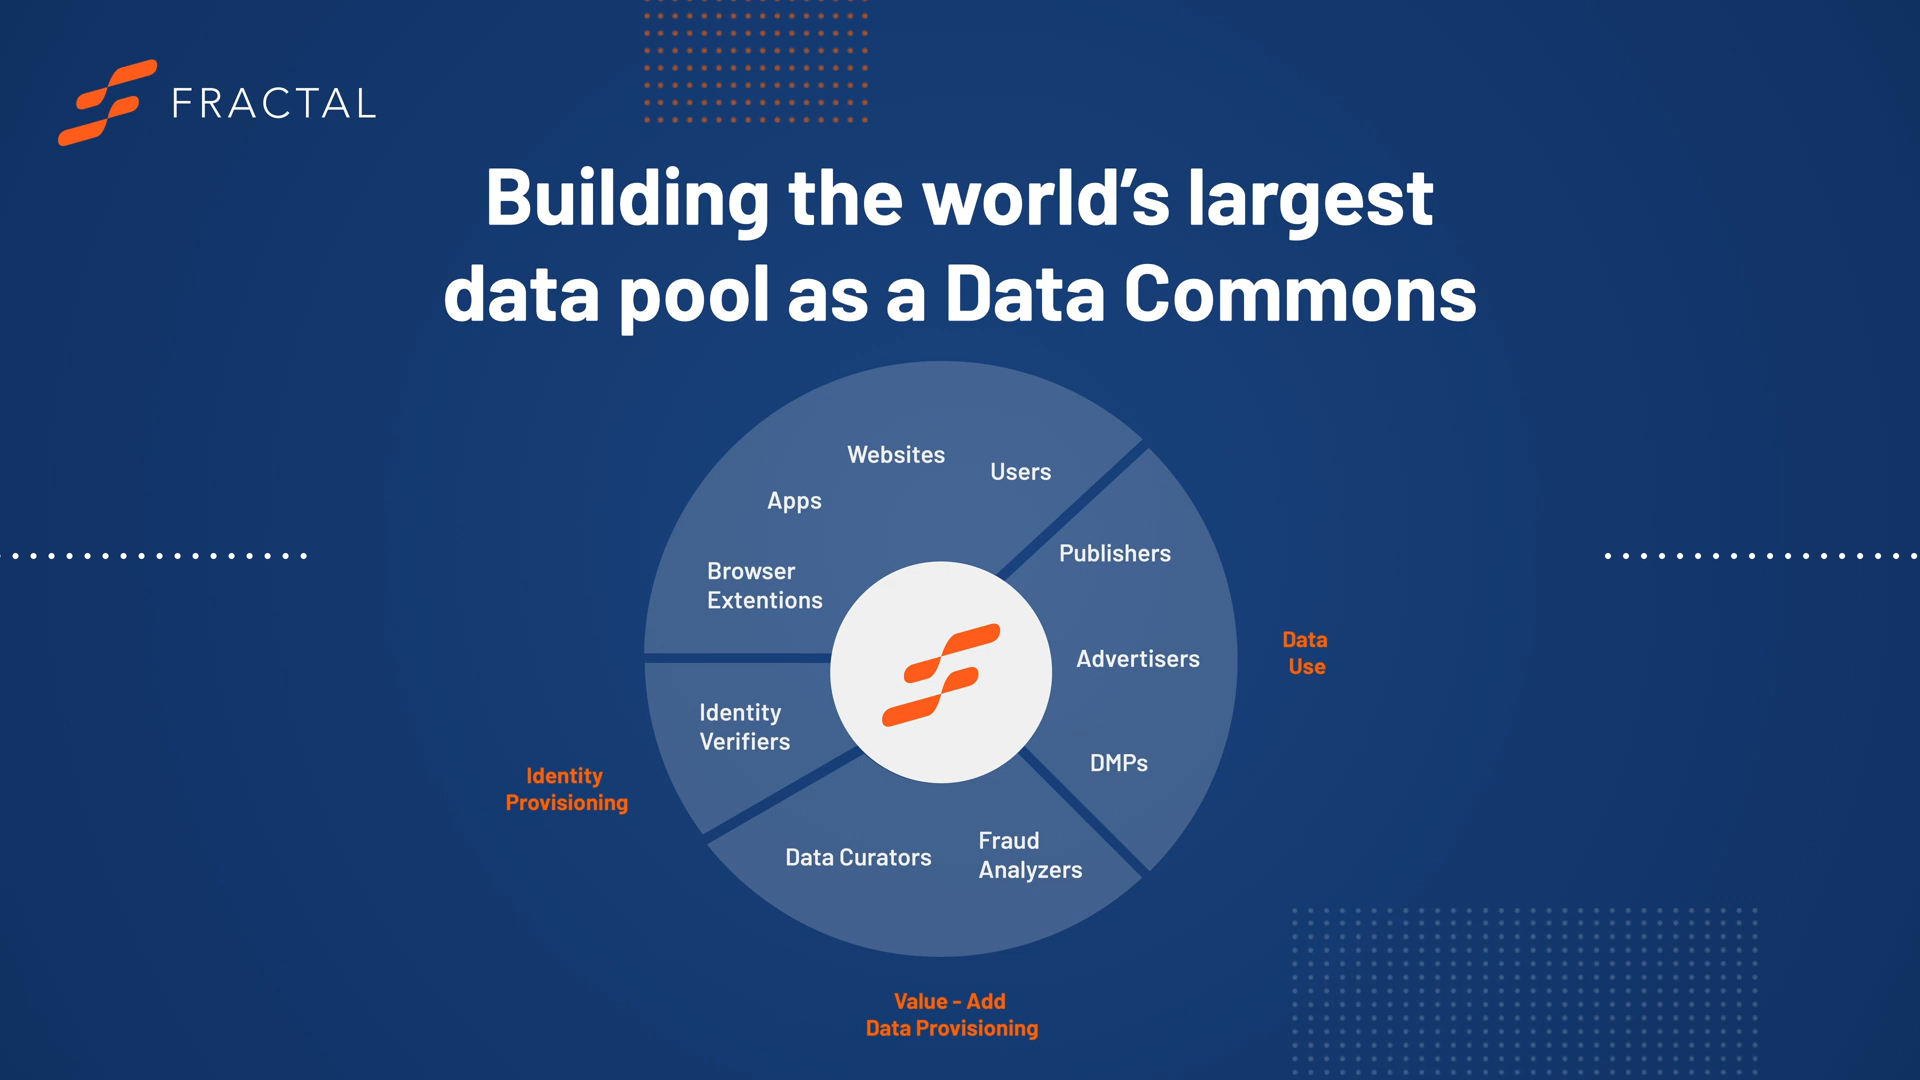 FRACTAL
Building the world’s largest
data pool as a Data Commons
Websites
Users
Apps
Browser
Extentions
Publishers
Advertisers
DMPs
Data
Use
Identity
Verifiers
Identity
Provisioning
Data Curators
Fraud
Analyzers
Value - Add
Data Provisioning